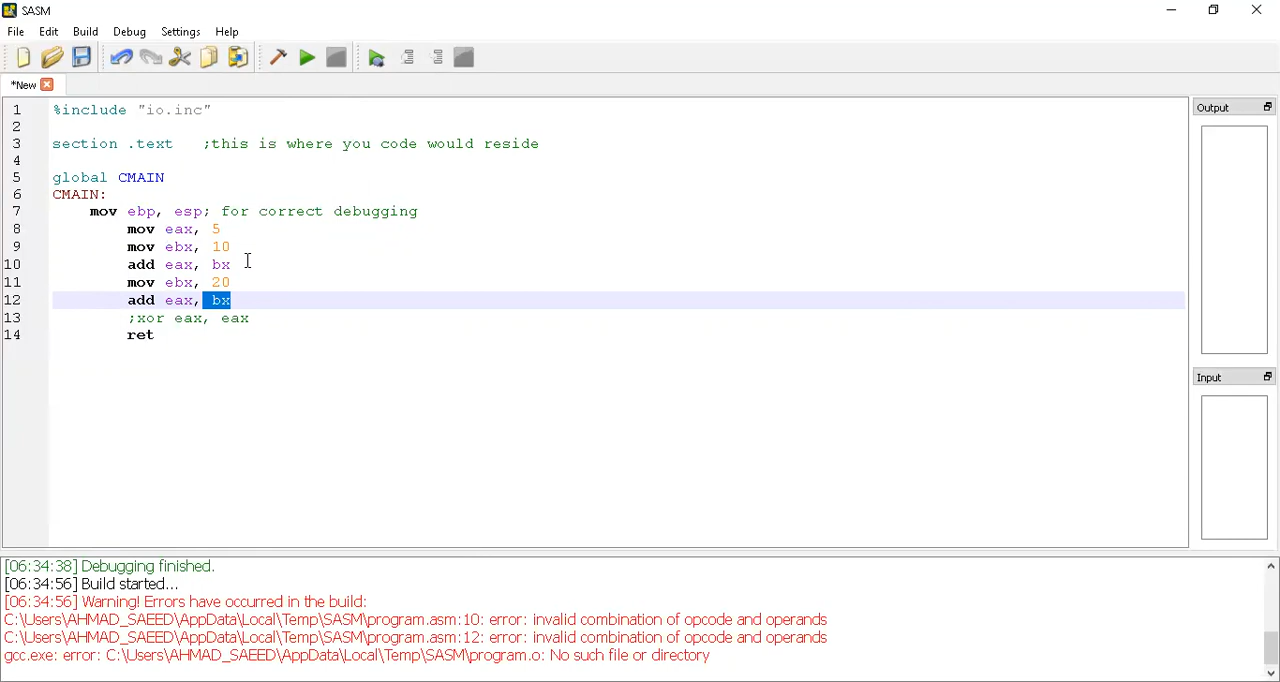 SASM
File Edit Build Debug Settings Help
*New
1 %include "io.inc"
2
3 section .text ;this is where you code would reside
4
5 global CMAIN
6 CMAIN:
7 mov ebp, esp; for correct debugging
8 mov eax, 5
9 mov ebx, 10
10 add eax, bx
11 mov ebx, 20
12 add eax, bx
13 ;xor eax, eax
14 ret
Output
Input
[06:34:38] Debugging finished.
[06:34:56] Build started...
[06:34:56] Warning! Errors have occurred in the build:
C:\Users\AHMAD_SAEED\AppData\Local\Temp\SASM\program.asm:10: error: invalid combination of opcode and operands
C:\Users\AHMAD_SAEED\AppData\Local\Temp\SASM\program.asm:12: error: invalid combination of opcode and operands
gcc.exe: error: C:\Users\AHMAD_SAEED\AppData\Local\Temp\SASM\program.o: No such file or directory